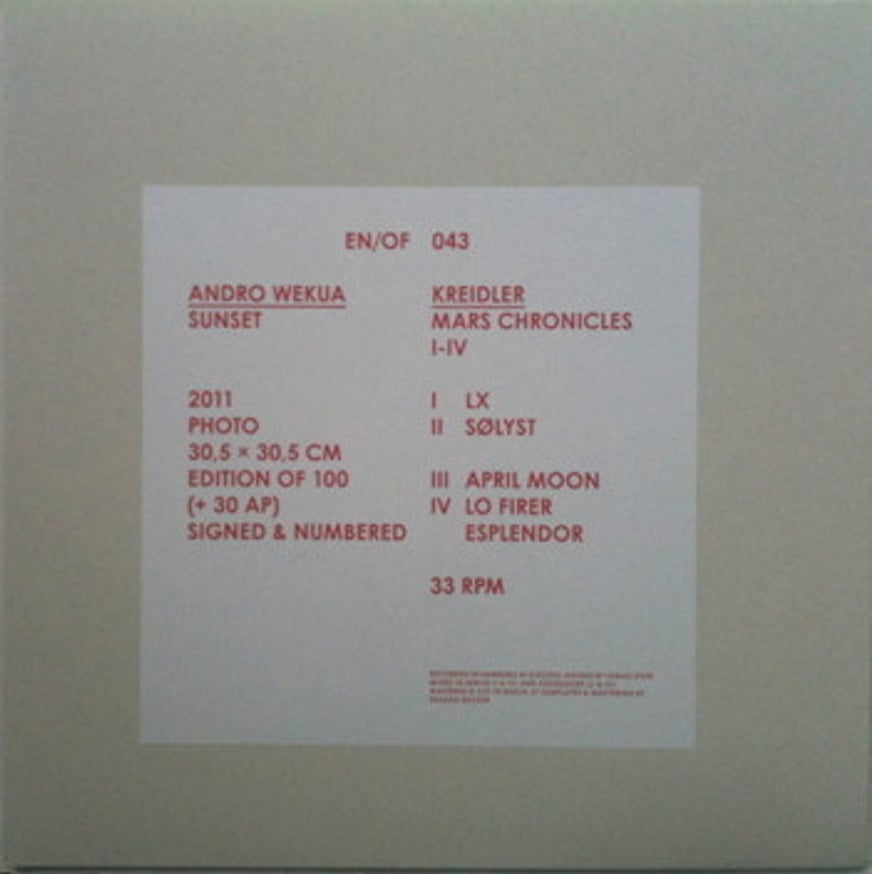 EN/OF 043
ANDRO WEKUA
SUNSET
2011
PHOTO
30,5 × 30,5 CM
EDITION OF 100
(+ 30 AP)
SIGNED & NUMBERED
KREIDLER
MARS CHRONICLES
I-IV
I LX
II SØLYST
III APRIL MOON
IV LO FIRER
ESPLENDOR
33 RPM